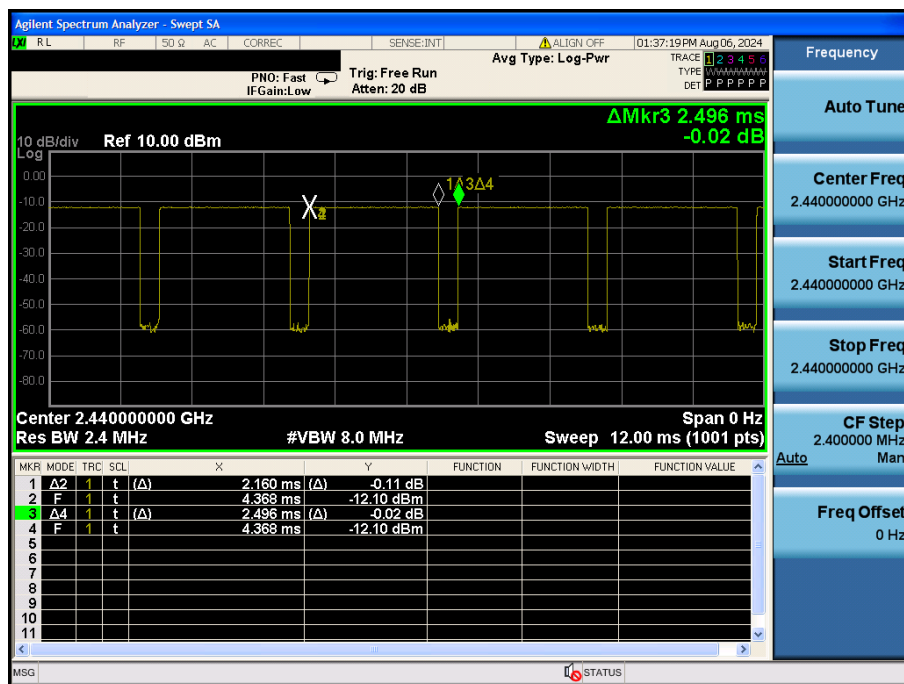 Agilent Spectrum Analyzer - Swept SA
LXI RL RF 50 Ω AC CORREC SENSE:INT ALIGN OFF 01:37:19 PM Aug 06, 2024
Frequency
Avg Type: Log-Pwr
TRACE 1 2 3 4 5 6
PNO: Fast Trig: Free Run
TYPE WWWWWW
IFGain:Low Atten: 20 dB
DET P P P P P P
Auto Tune
ΔMkr3 2.496 ms
-0.02 dB
10 dB/div Ref 10.00 dBm
Log
0.00
-10.0
-20.0
-30.0
-40.0
-50.0
-60.0
-70.0
-80.0
1Δ3Δ4
X
Center Freq
2.440000000 GHz
Start Freq
2.440000000 GHz
Stop Freq
2.440000000 GHz
Center 2.440000000 GHz Span 0 Hz
Res BW 2.4 MHz #VBW 8.0 MHz Sweep 12.00 ms (1001 pts)
CF Step
2.400000 MHz
Auto Man
Freq Offset
0 Hz
MKR MODE TRC SCL X Y FUNCTION FUNCTION WIDTH FUNCTION VALUE
1 Δ2 1 t (Δ) 2.160 ms (Δ) -0.11 dB
2 F 1 t 4.368 ms -12.10 dBm
3 Δ4 1 t (Δ) 2.496 ms (Δ) -0.02 dB
4 F 1 t 4.368 ms -12.10 dBm
5
6
7
8
9
10
11
MSG STATUS